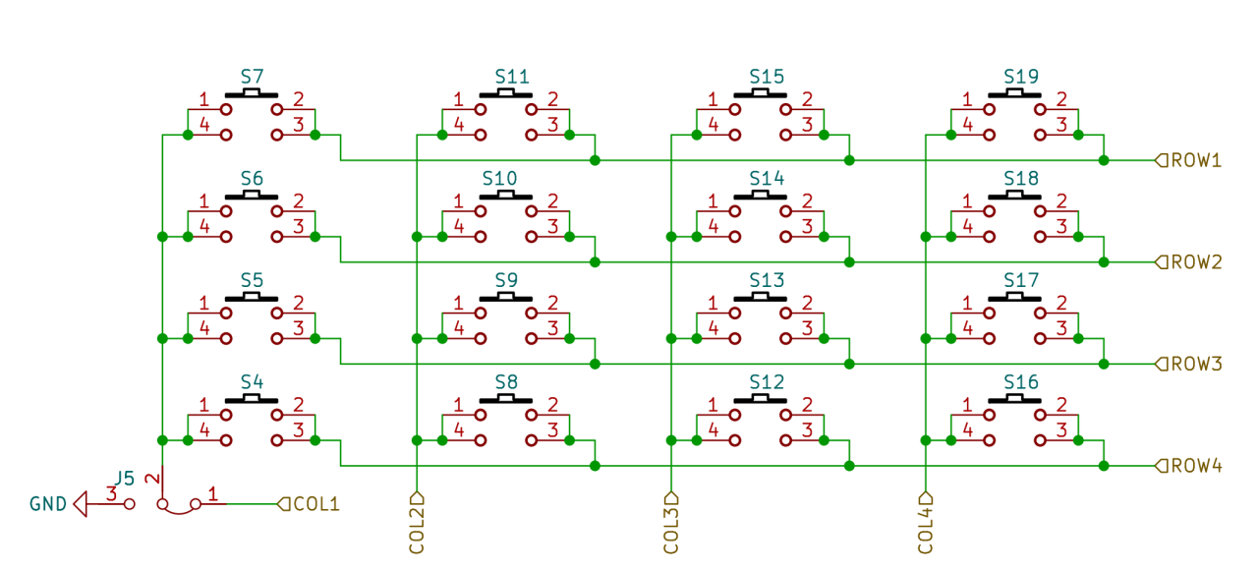 S7 S11 S15 S19
1 2 1 2 1 2 1 2
4 3 4 3 4 3 4 3
ROW1
S6 S10 S14 S18
1 2 1 2 1 2 1 2
4 3 4 3 4 3 4 3
ROW2
S5 S9 S13 S17
1 2 1 2 1 2 1 2
4 3 4 3 4 3 4 3
ROW3
S4 S8 S12 S16
1 2 1 2 1 2 1 2
4 3 4 3 4 3 4 3
ROW4
J5 2
GND 3 1 COL1
COL2 COL3 COL4